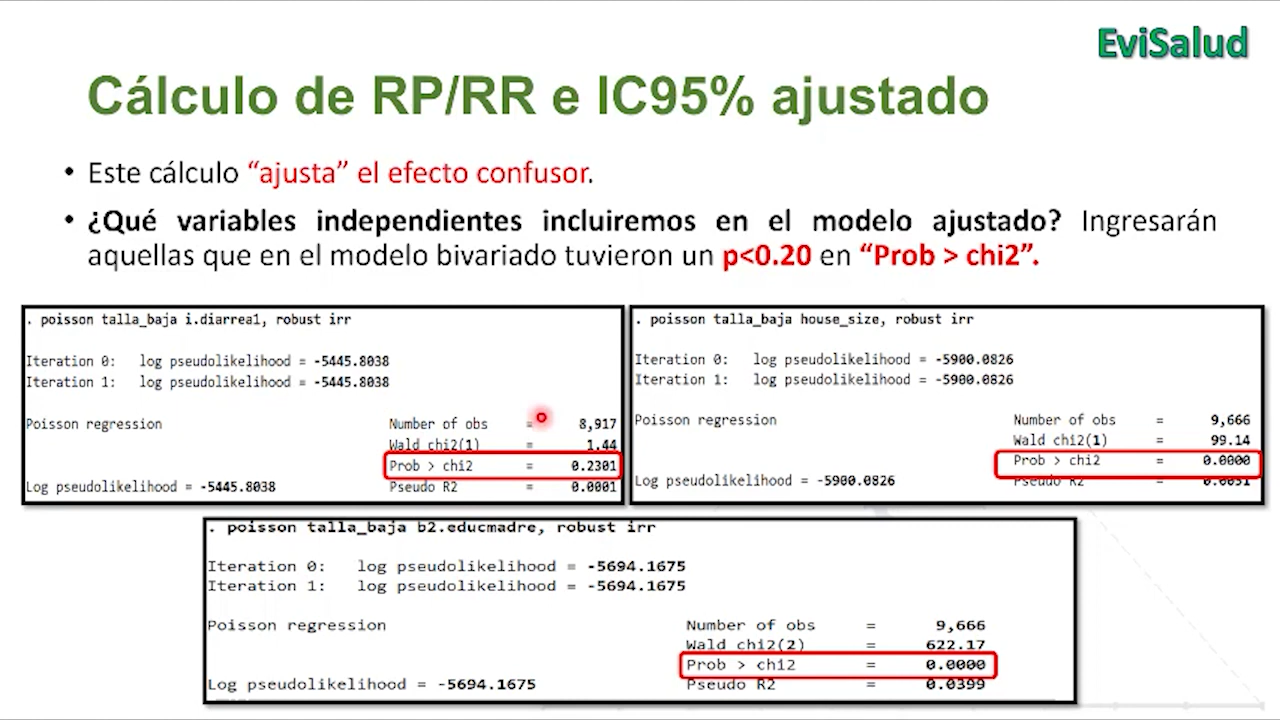 EviSalud
Cálculo de RP/RR e IC95% ajustado
• Este cálculo “ajusta” el efecto confusor.
• ¿Qué variables independientes incluiremos en el modelo ajustado? Ingresarán
aquellas que en el modelo bivariado tuvieron un p<0.20 en “Prob > chi2”.
. poisson talla_baja i.diarrea1, robust irr
Iteration 0: log pseudolikelihood = -5445.8038
Iteration 1: log pseudolikelihood = -5445.8038
Poisson regression Number of obs = 8,917
Wald chi2(1) = 1.44
Prob > chi2 = 0.2301
Log pseudolikelihood = -5445.8038 Pseudo R2 = 0.0001
. poisson talla_baja house_size, robust irr
Iteration 0: log pseudolikelihood = -5900.0826
Iteration 1: log pseudolikelihood = -5900.0826
Poisson regression Number of obs = 9,666
Wald chi2(1) = 99.14
Prob > chi2 = 0.0000
Log pseudolikelihood = -5900.0826 Pseudo R2 = 0.0031
. poisson talla_baja b2.educmadre, robust irr
Iteration 0: log pseudolikelihood = -5694.1675
Iteration 1: log pseudolikelihood = -5694.1675
Poisson regression Number of obs = 9,666
Wald chi2(2) = 622.17
Prob > chi2 = 0.0000
Log pseudolikelihood = -5694.1675 Pseudo R2 = 0.0399